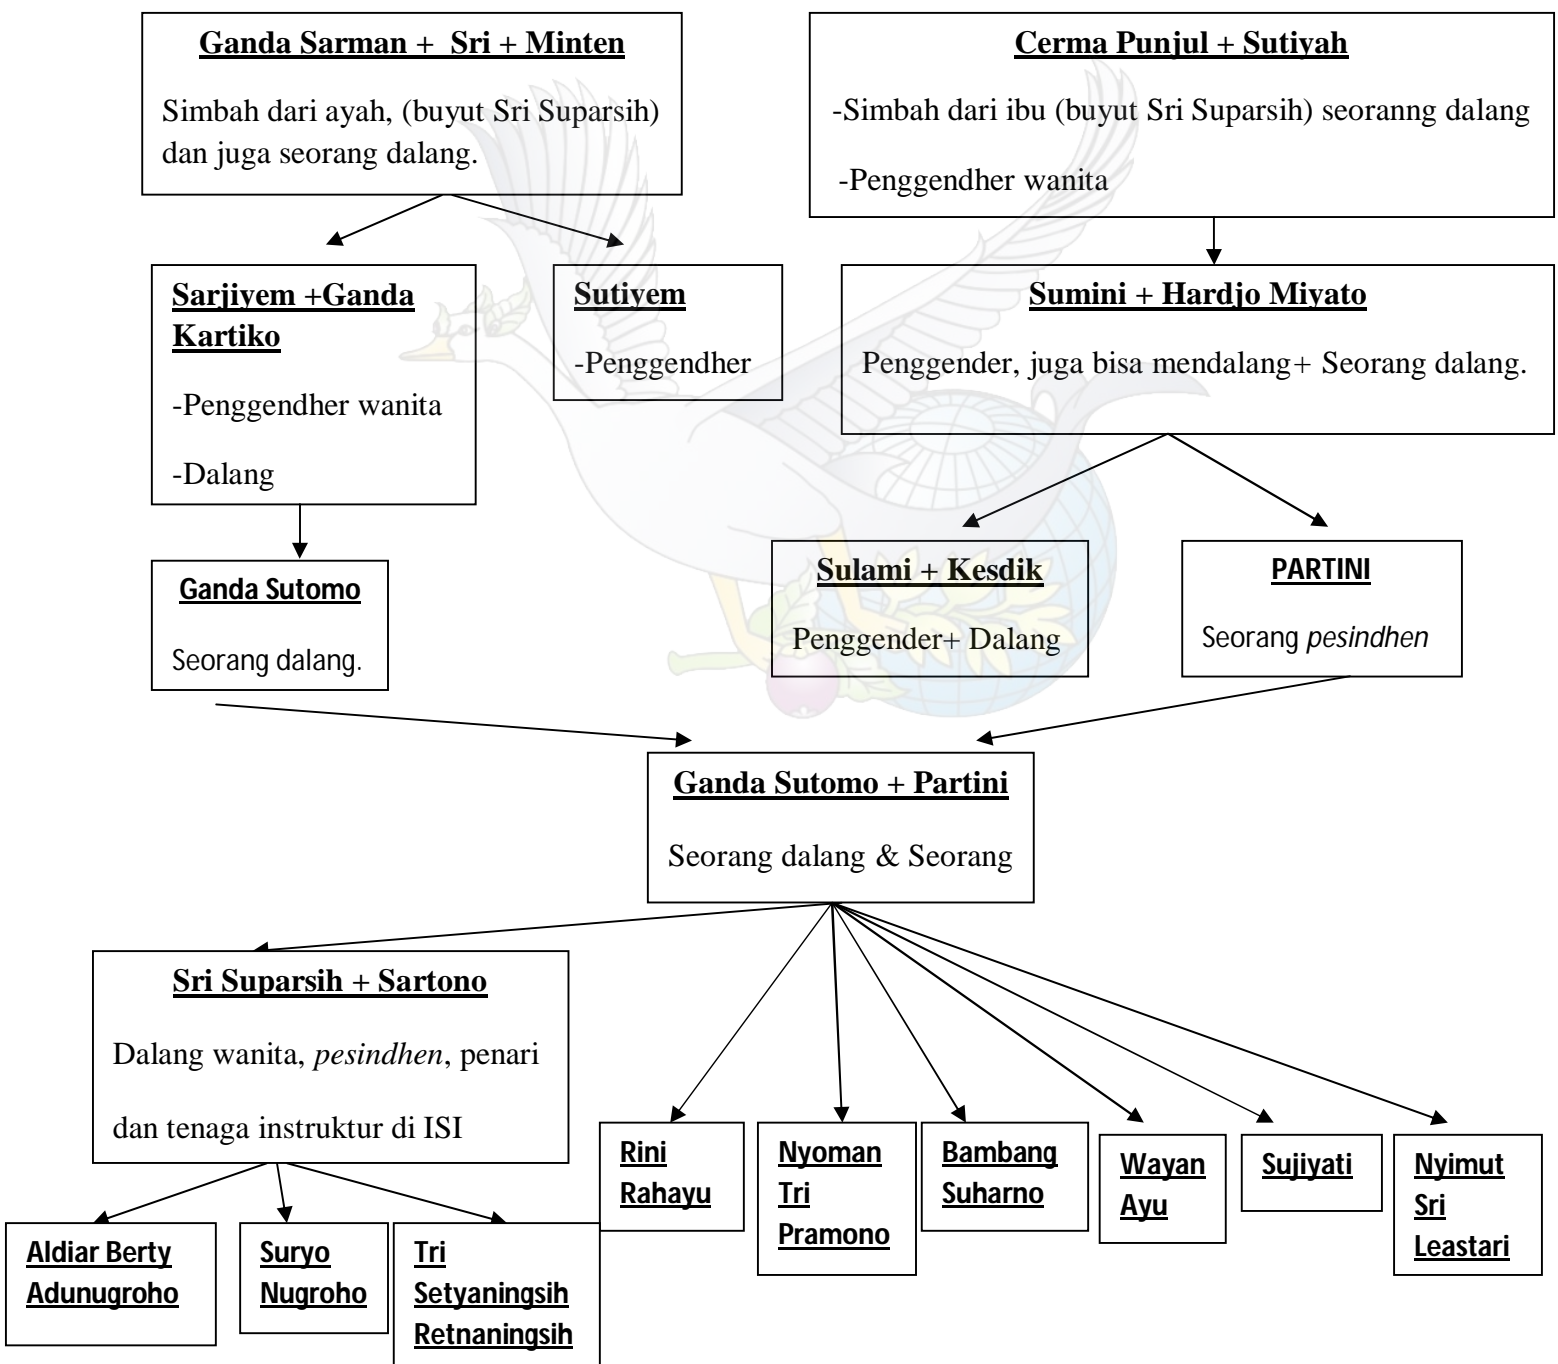 Ganda Sarman + Sri + Minten
Simbah dari ayah, (buyut Sri Suparsih)
dan juga seorang dalang.
Cerma Punjul + Sutiyah
-Simbah dari ibu (buyut Sri Suparsih) seoranng dalang
-Penggendher wanita
Sarjiyem +Ganda
Kartiko
-Penggendher wanita
-Dalang
Sutiyem
-Penggendher
Sumini + Hardjo Miyato
Penggender, juga bisa mendalang+ Seorang dalang.
Ganda Sutomo
Seorang dalang.
Sulami + Kesdik
Penggender+ Dalang
PARTINI
Seorang pesindhen
Ganda Sutomo + Partini
Seorang dalang & Seorang
Sri Suparsih + Sartono
Dalang wanita, pesindhen, penari
dan tenaga instruktur di ISI
Rini
Rahayu
Nyoman
Tri
Pramono
Bambang
Suharno
Wayan
Ayu
Sujiyati
Nyimut
Sri
Leastari
Aldiar Berty
Adunugroho
Suryo
Nugroho
Tri
Setyaningsih
Retnaningsih